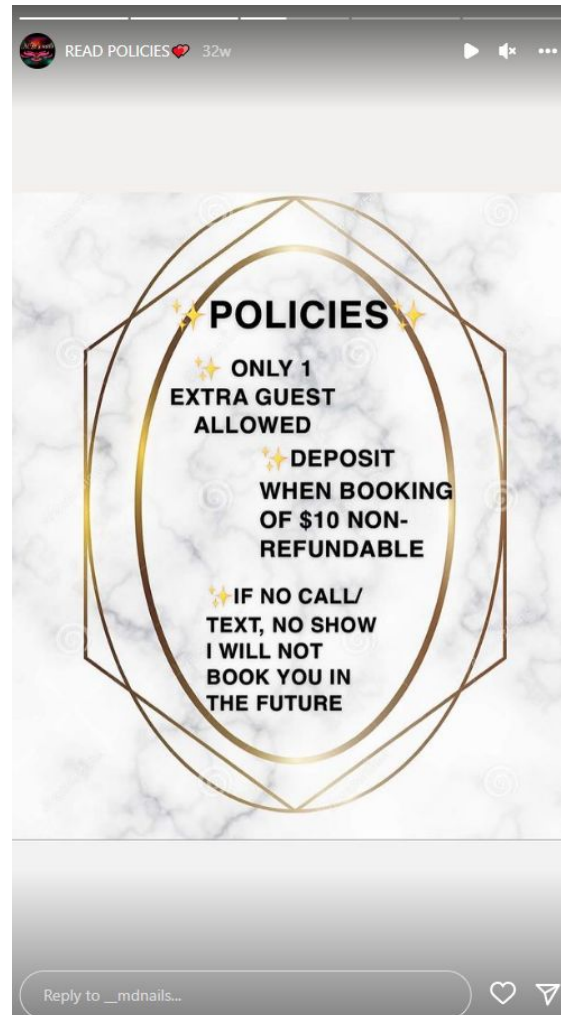 READ POLICIES💕 32w
✨POLICIES✨
✨ ONLY 1
EXTRA GUEST
ALLOWED
✨DEPOSIT
WHEN BOOKING
OF $10 NON-
REFUNDABLE
✨IF NO CALL/
TEXT, NO SHOW
I WILL NOT
BOOK YOU IN
THE FUTURE
Reply to __mdnails...